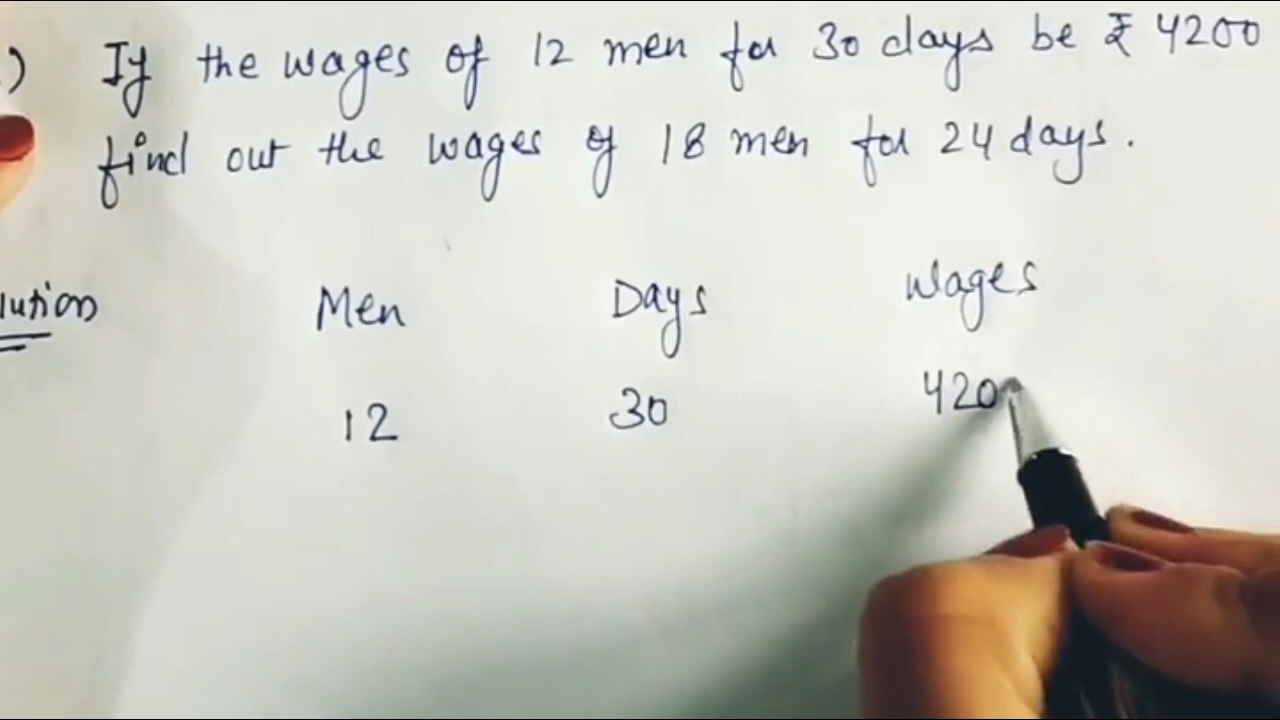 .) If the wages of 12 men for 30 days be ₹ 4200
find out the wages of 18 men for 24 days.
lution Men Days Wages
12 30 420